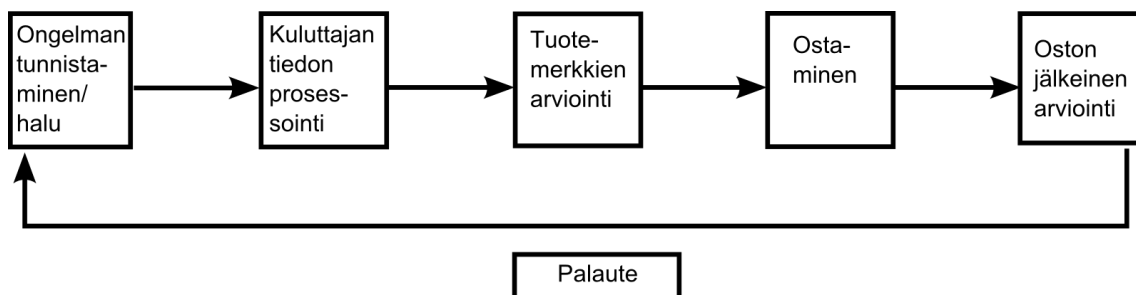 Ongelman
tunnista-
minen/
halu
Kuluttajan
tiedon
proses-
sointi
Tuote-
merkkien
arviointi
Osta-
minen
Oston
jälkeinen
arviointi
Palaute